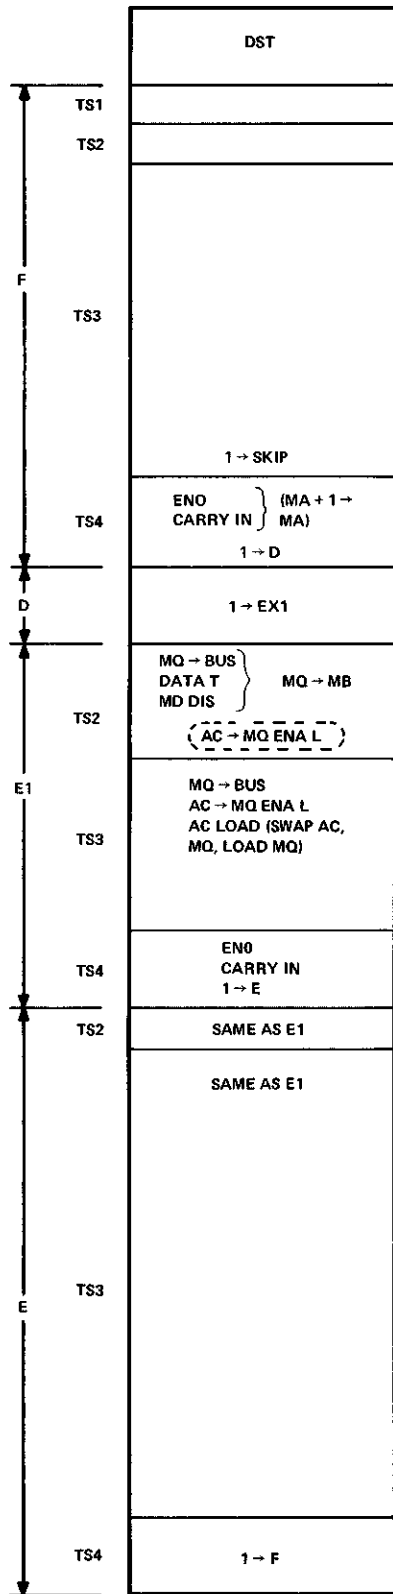 DST
TS1
TS2
F
TS3
1 → SKIP
EN0 } (MA + 1 →
CARRY IN } MA)
TS4
1 → D
D
1 → EX1
MQ → BUS
DATA T } MQ → MB
MD DIS
TS2
AC → MQ ENA L
E1
MQ → BUS
AC → MQ ENA L
TS3
AC LOAD (SWAP AC,
MQ, LOAD MQ)
EN0
TS4
CARRY IN
1 → E
TS2
SAME AS E1
SAME AS E1
TS3
E
TS4
1 → F